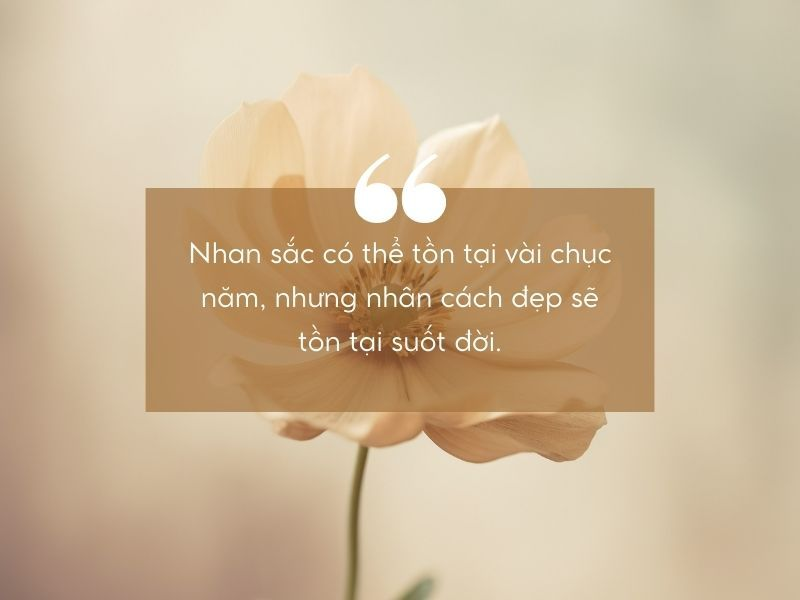 Nhan sắc có thể tồn tại vài chục
năm, nhưng nhân cách đẹp sẽ
tồn tại suốt đời.